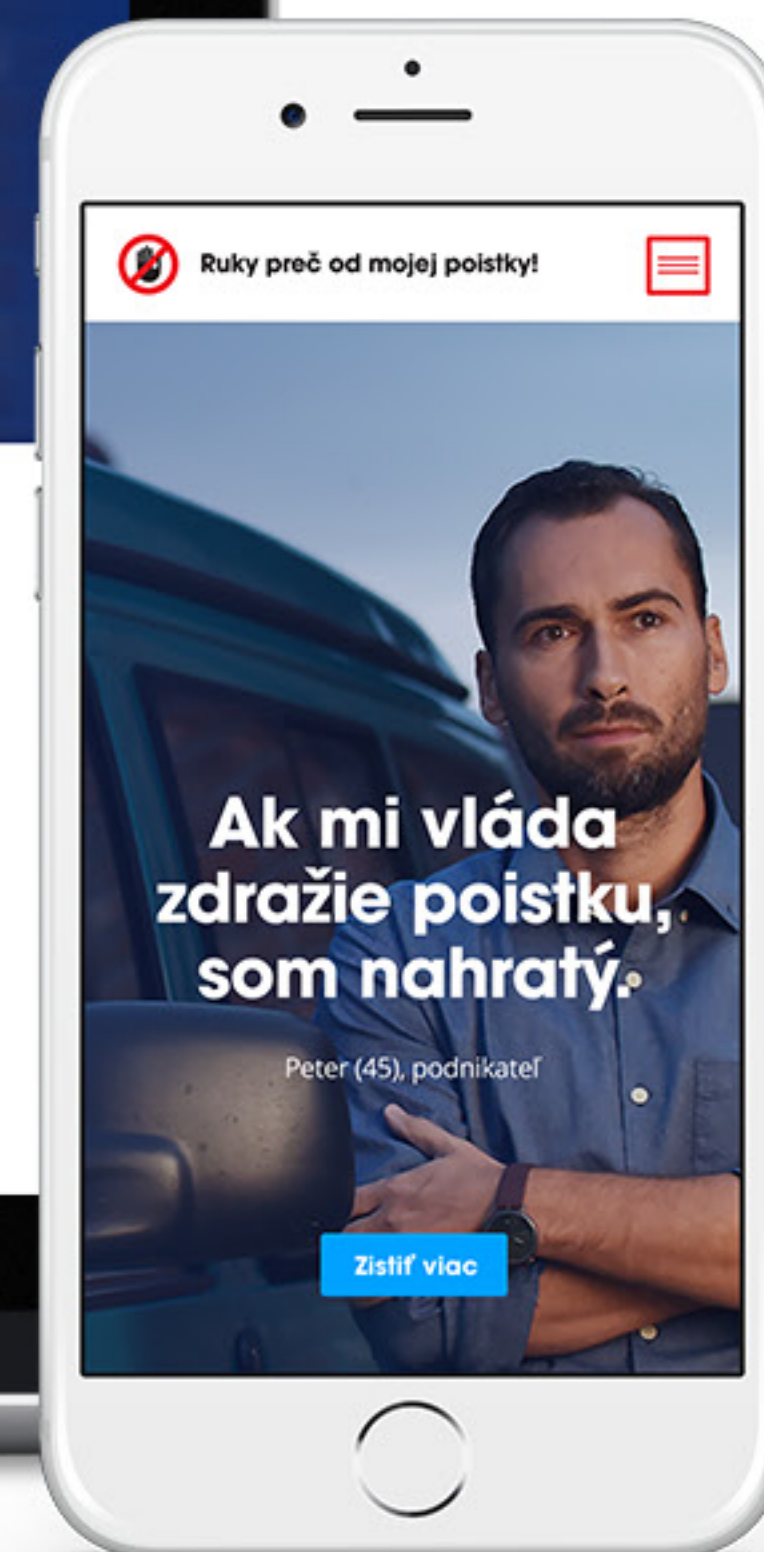 Ruky preč od mojej poistky!
Ak mi vláda
zdražie poistku,
som nahratý.
Peter (45), podnikateľ
Zistiť viac